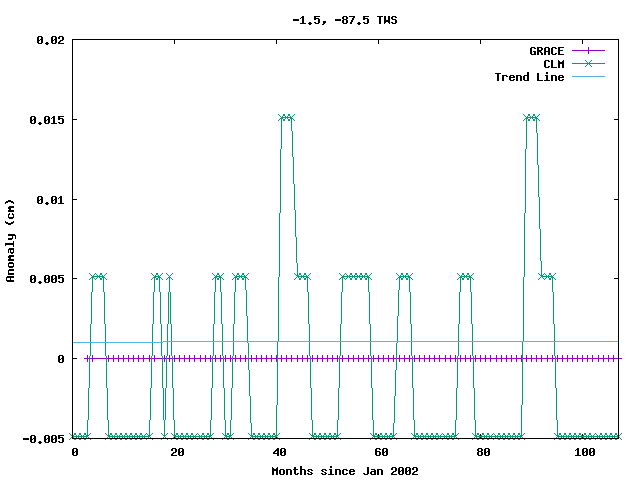 -1.5, -87.5 TWS
GRACE
CLM
Trend Line
0.02
0.015
0.01
0.005
0
-0.005
Anomaly (cm)
0 20 40 60 80 100
Months since Jan 2002